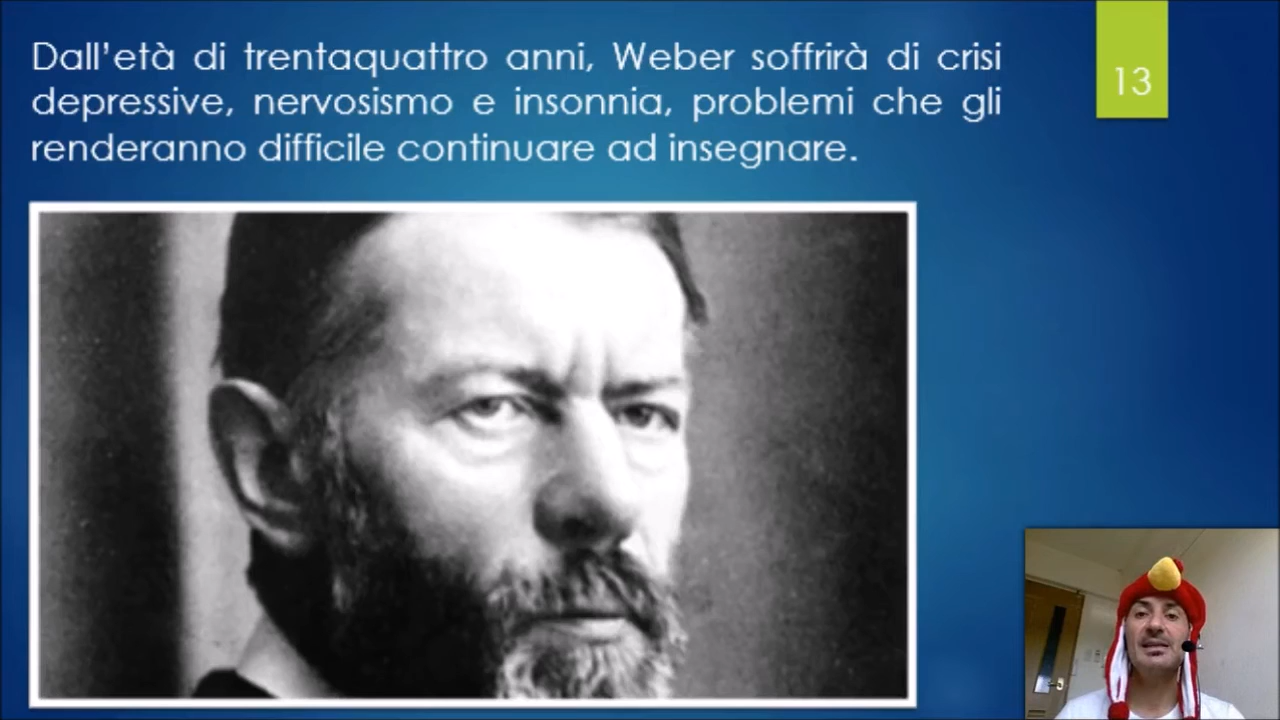 Dall’età di trentaquattro anni, Weber soffrirà di crisi
depressive, nervosismo e insonnia, problemi che gli
renderanno difficile continuare ad insegnare.
13